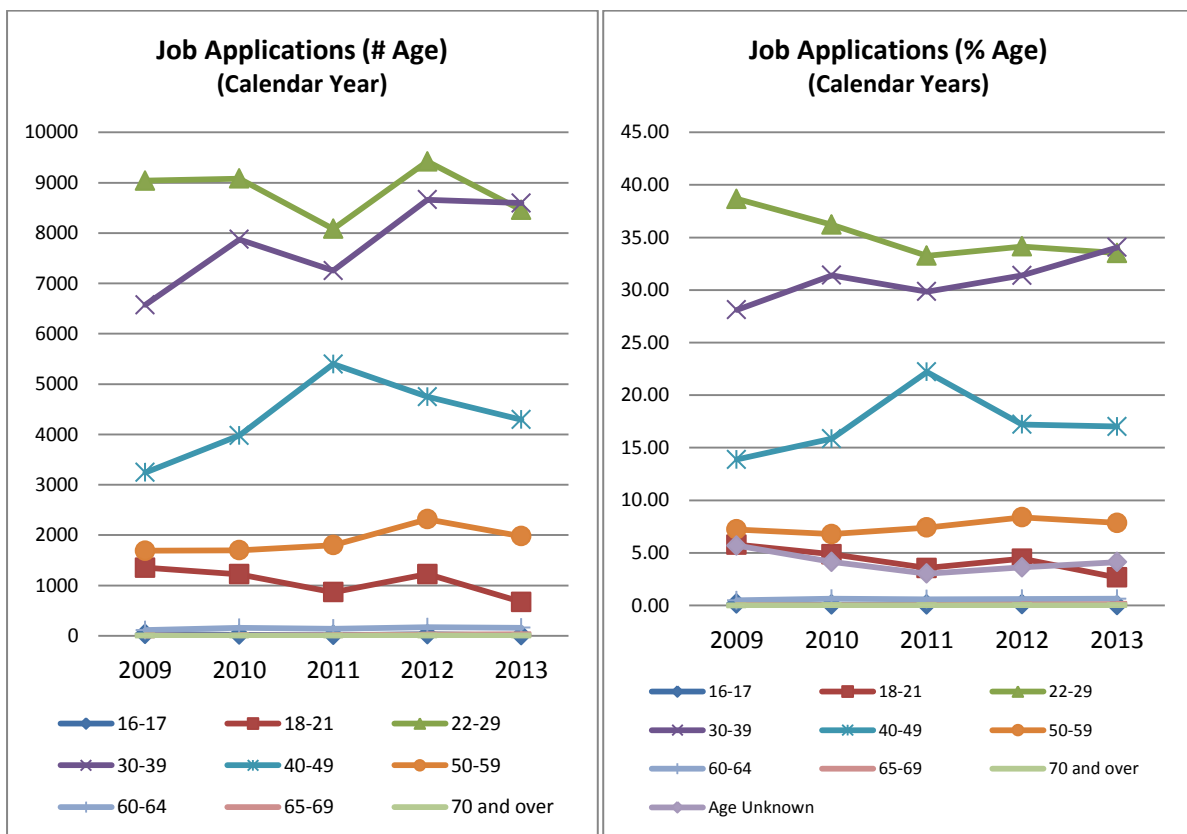 Job Applications (# Age)
(Calendar Year)
10000
9000
8000
7000
6000
5000
4000
3000
2000
1000
0
2009 2010 2011 2012 2013
16-17 18-21 22-29
30-39 40-49 50-59
60-64 65-69 70 and over
Job Applications (% Age)
(Calendar Years)
45.00
40.00
35.00
30.00
25.00
20.00
15.00
10.00
5.00
0.00
2009 2010 2011 2012 2013
16-17 18-21 22-29
30-39 40-49 50-59
60-64 65-69 70 and over
Age Unknown